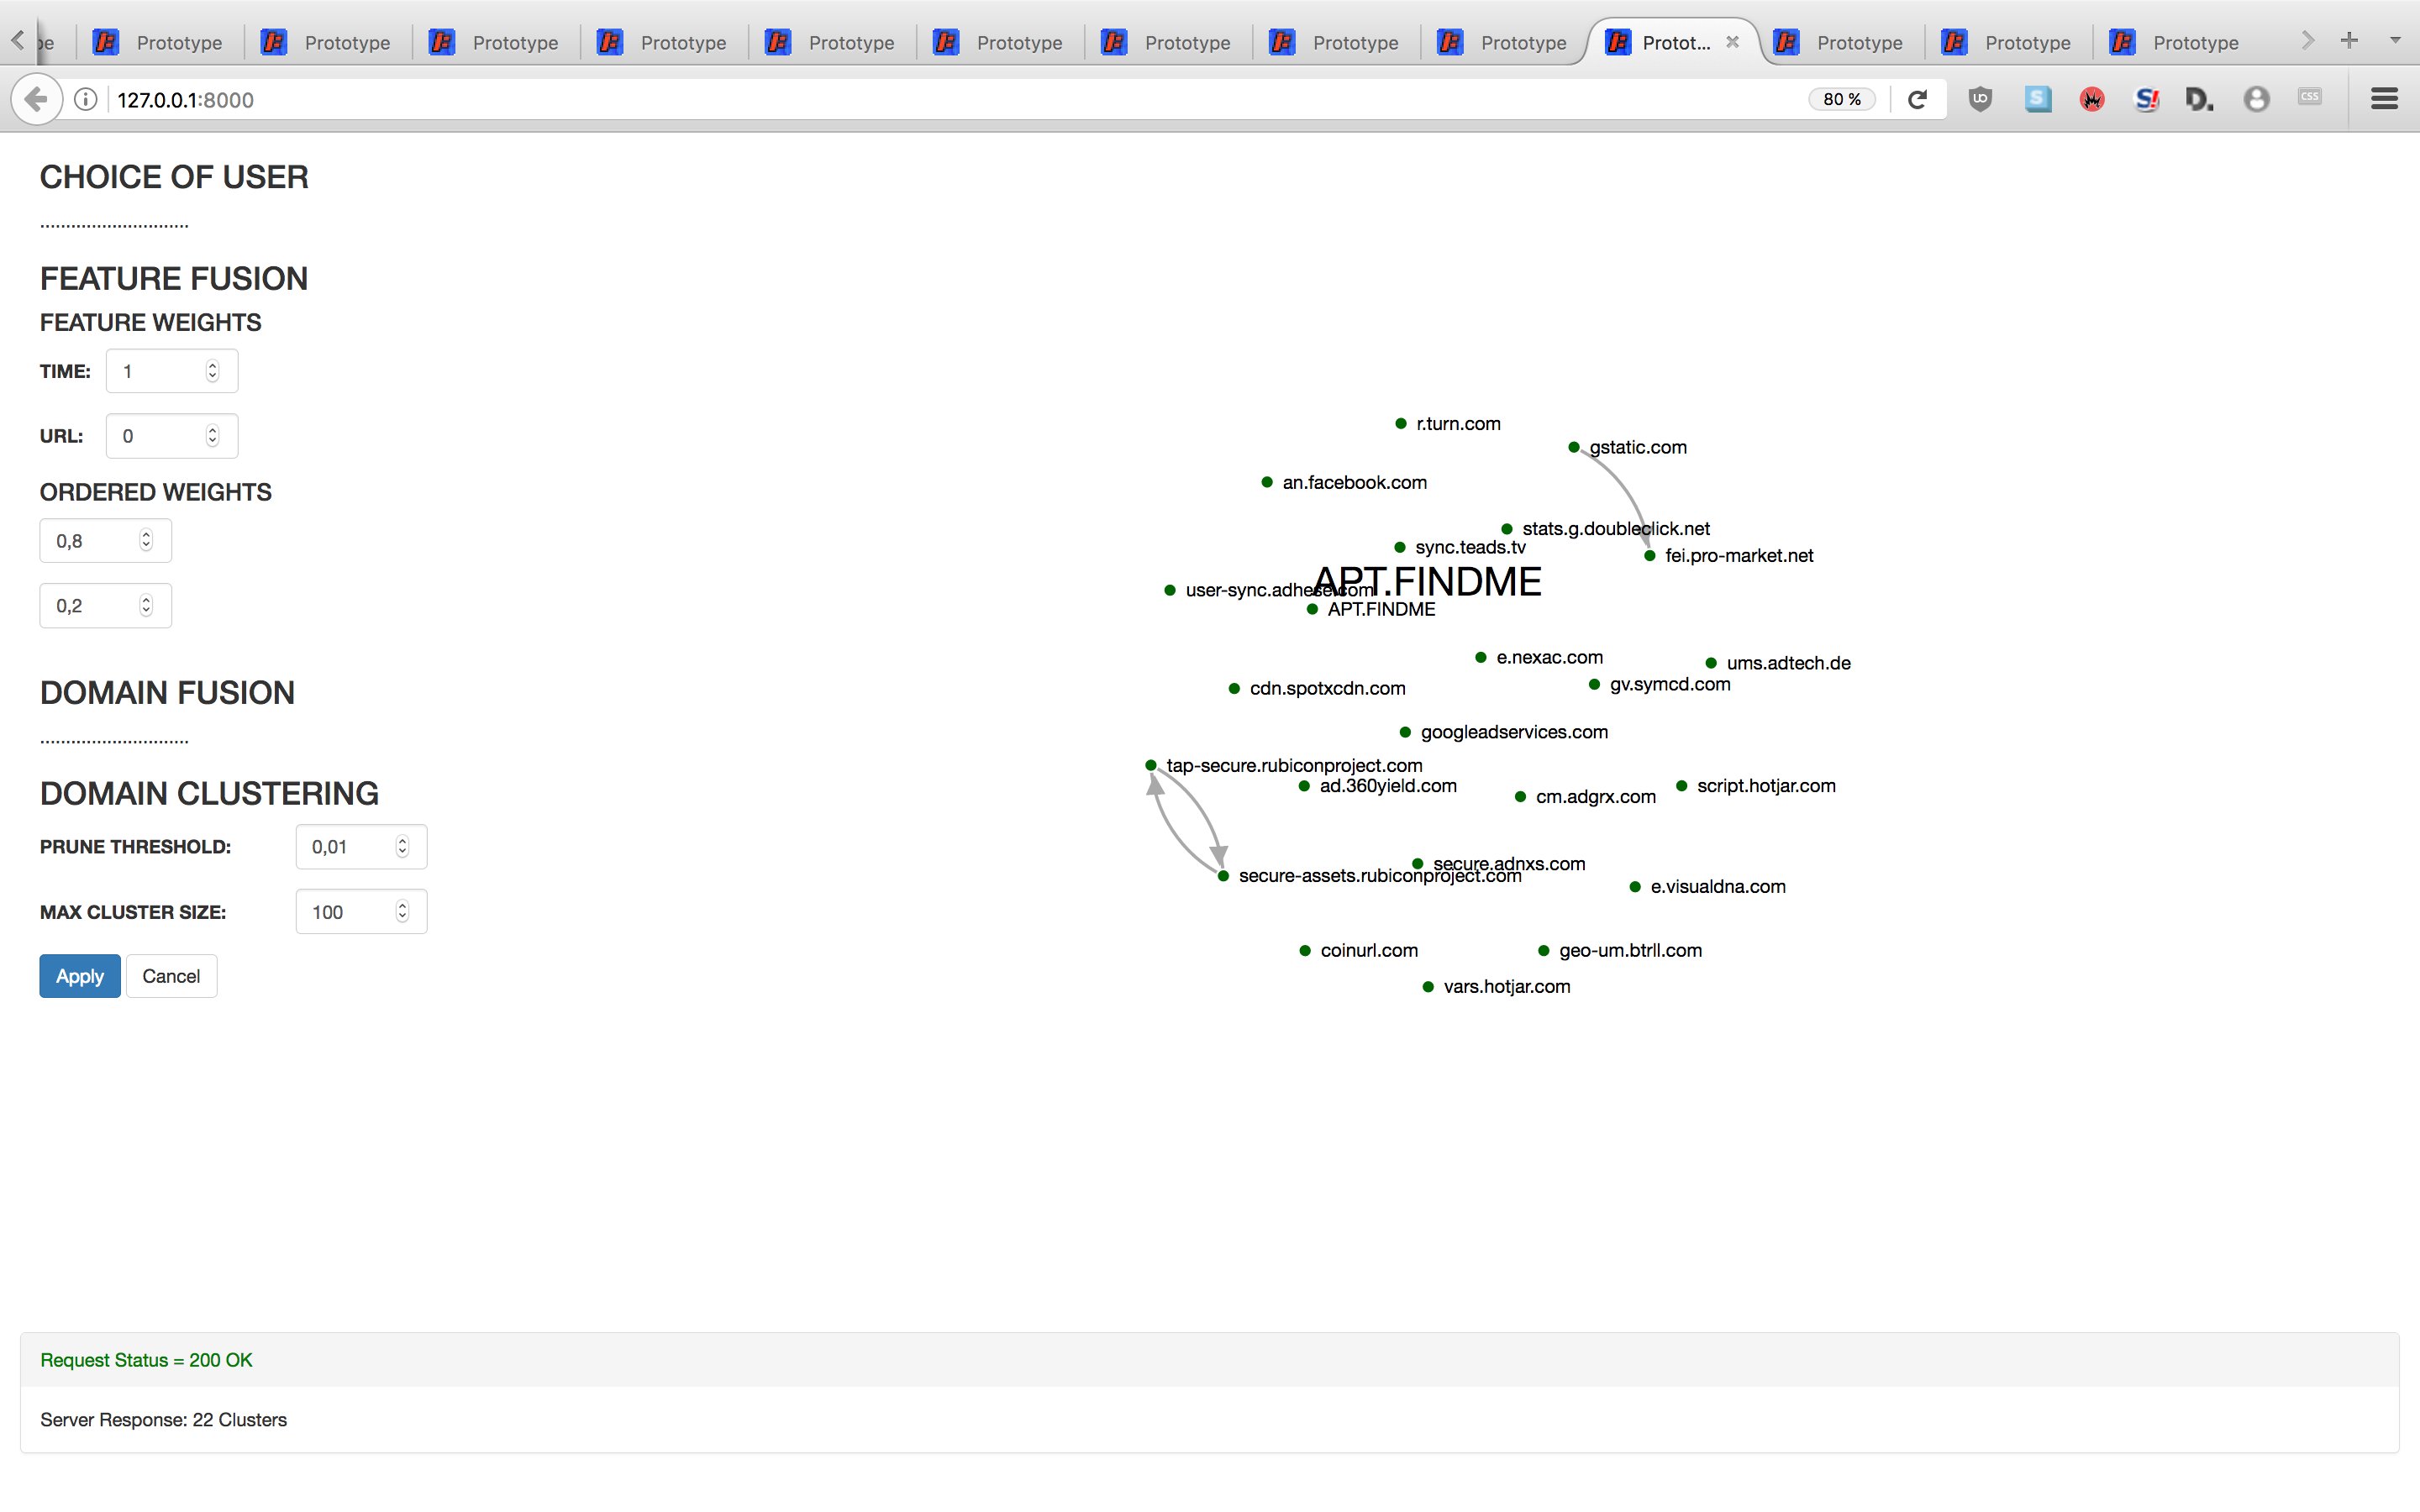 pe
Prototype
Prototype
Prototype
Prototype
Prototype
Prototype
Prototype
Prototype
Prototype
Protot...
Prototype
Prototype
Prototype
127.0.0.1:8000
80 %
UD
S
S!
D.
CSS
CHOICE OF USER
.............................
FEATURE FUSION
FEATURE WEIGHTS
TIME: 1
URL: 0
ORDERED WEIGHTS
0,8
0,2
DOMAIN FUSION
.............................
DOMAIN CLUSTERING
PRUNE THRESHOLD: 0,01
MAX CLUSTER SIZE: 100
Apply Cancel
r.turn.com
gstatic.com
an.facebook.com
stats.g.doubleclick.net
sync.teads.tv
fei.pro-market.net
APT.FINDME
user-sync.adhese.com
APT.FINDME
e.nexac.com
ums.adtech.de
gv.symcd.com
cdn.spotxcdn.com
googleadservices.com
tap-secure.rubiconproject.com
ad.360yield.com
script.hotjar.com
cm.adgrx.com
secure.adnxs.com
secure-assets.rubiconproject.com
e.visualdna.com
coinurl.com
geo-um.btrll.com
vars.hotjar.com
Request Status = 200 OK
Server Response: 22 Clusters